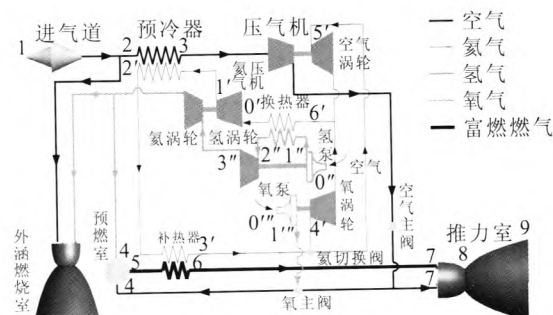 进气道
预冷器
压气机
空气涡轮
氦压气机
换热器
氦涡轮
氢涡轮
氢泵
空气
氧泵
氧涡轮
空气主阀
预燃室
补热器
外涵燃烧室
氦切换阀
氧主阀
推力室
空气
氦气
氢气
氧气
富燃燃气
1
2
3
2′
1′
5′
0′
6′
3″
2″
1″
0″
0‴
1‴
4′
3′
4
5
6
4
7
7
8
9